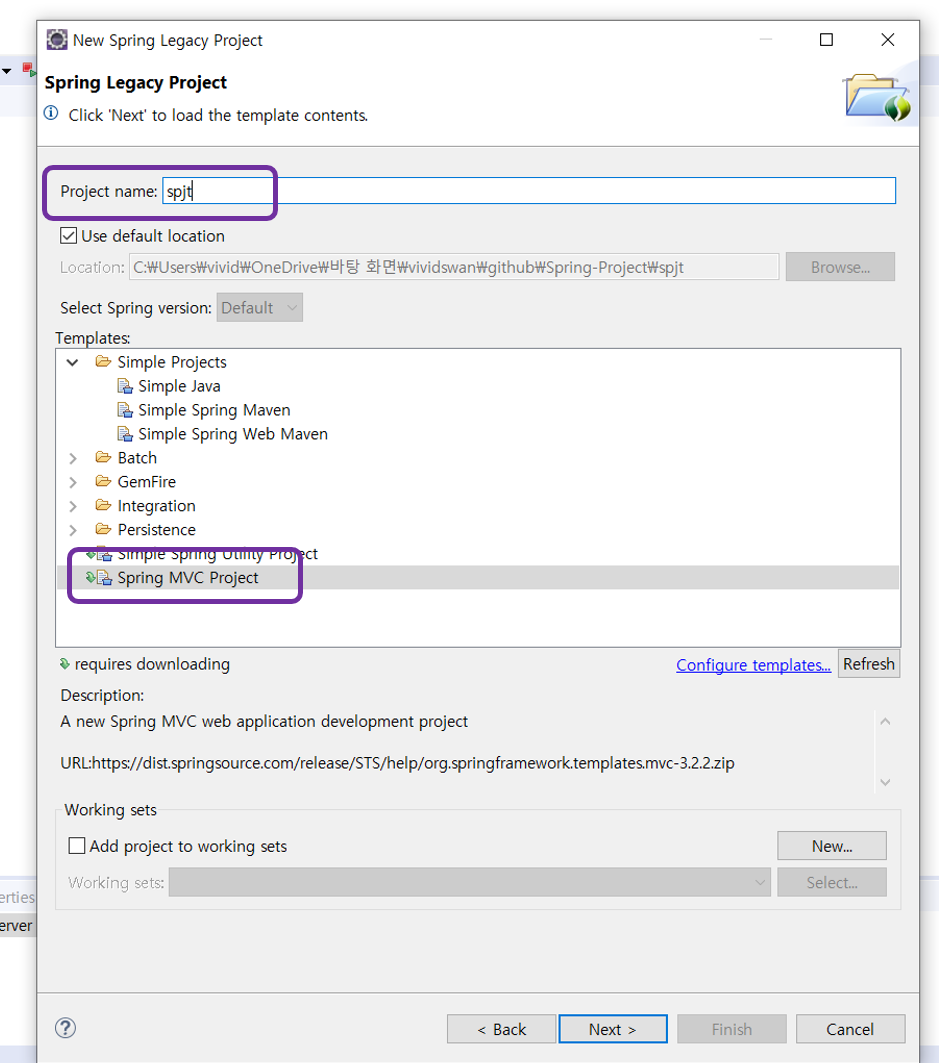 New Spring Legacy Project
Spring Legacy Project
Click 'Next' to load the template contents.
Project name: spjt
Use default location
Location: C:₩Users₩vivid₩OneDrive₩바탕 화면₩vividswan₩github₩Spring-Project₩spjt Browse...
Select Spring version: Default
Templates:
Simple Projects
Simple Java
Simple Spring Maven
Simple Spring Web Maven
Batch
GemFire
Integration
Persistence
Simple Spring Utility Project
Spring MVC Project
requires downloading Configure templates... Refresh
Description:
A new Spring MVC web application development project
URL:https://dist.springsource.com/release/STS/help/org.springframework.templates.mvc-3.2.2.zip
Working sets
Add project to working sets New...
erties
Working sets: Select...
erver
? < Back Next > Finish Cancel